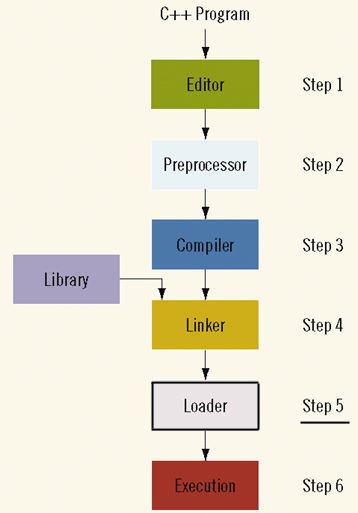 C++ Program
Editor Step 1
Preprocessor Step 2
Compiler Step 3
Library
Linker Step 4
Loader Step 5
Execution Step 6